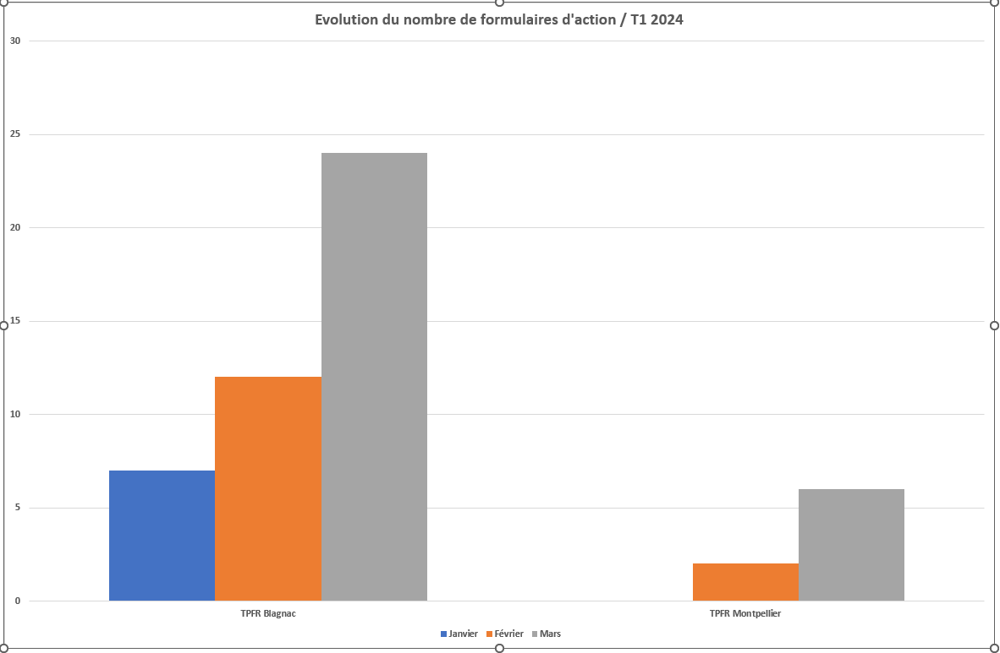 Evolution du nombre de formulaires d'action / T1 2024
30
25
20
15
10
5
0
TPFR Blagnac TPFR Montpellier
Janvier Février Mars